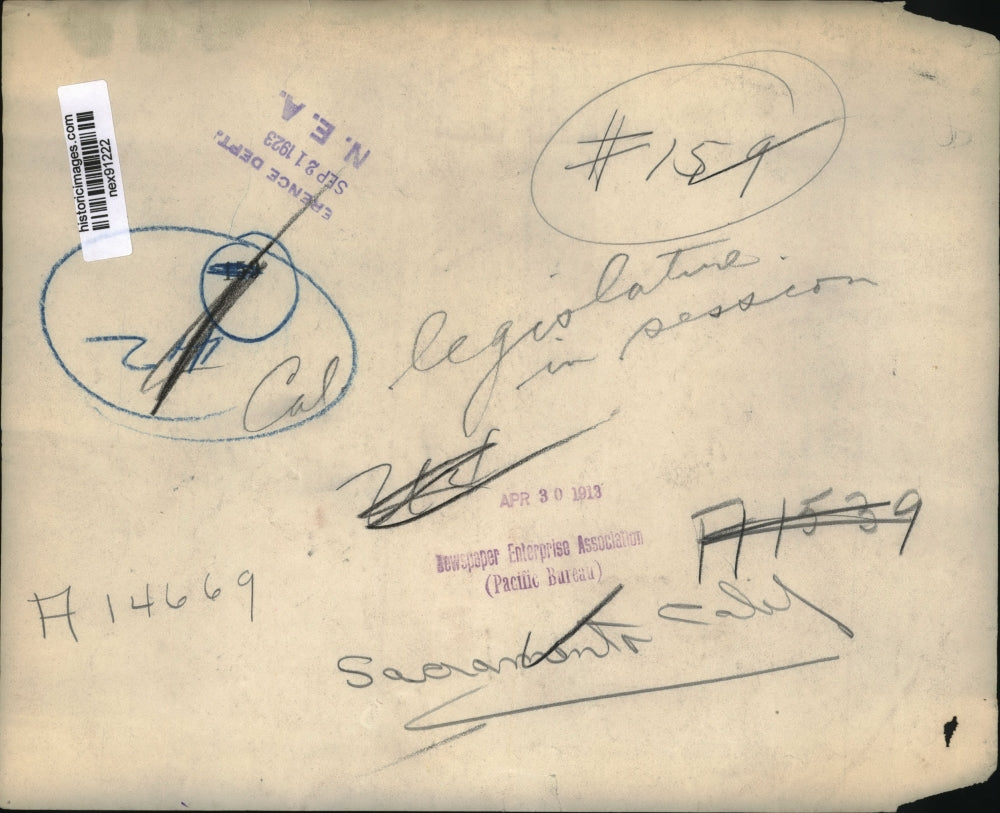 historicimages.com
nex91222
N. E. A.
SEP 21 1923
ERENCE DEPT.
#159
Cal legislature
in session
APR 30 1913
Newspaper Enterprise Association
(Pacific Bureau)
A 1539
A 14669
Sacramento Calif